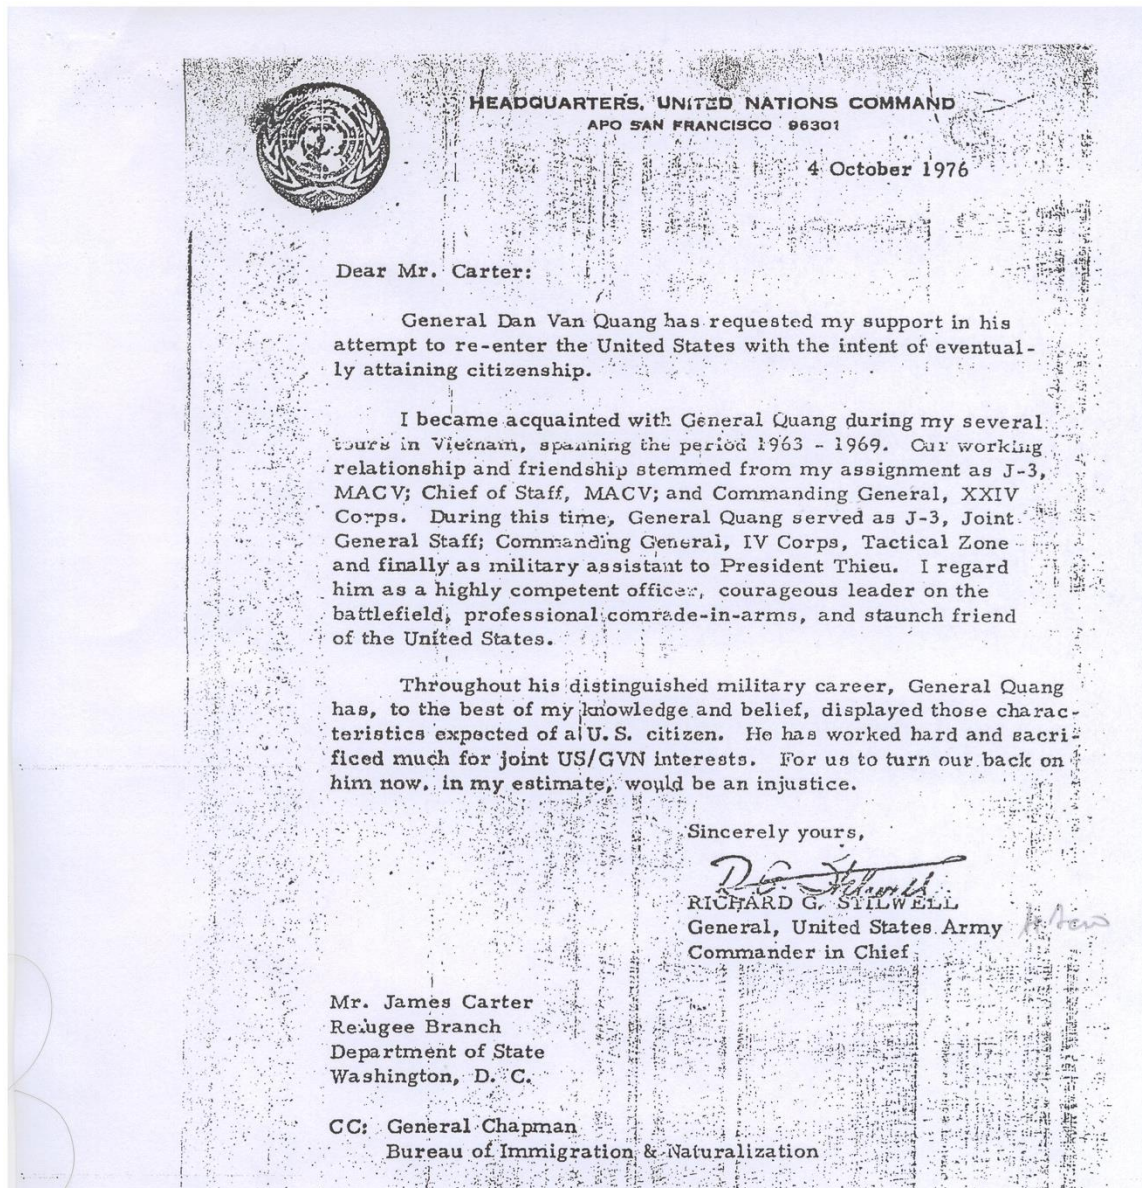 HEADQUARTERS, UNITED NATIONS COMMAND
APO SAN FRANCISCO 96301
4 October 1976
Dear Mr. Carter:
General Dan Van Quang has requested my support in his
attempt to re-enter the United States with the intent of eventual-
ly attaining citizenship.
I became acquainted with General Quang during my several
tours in Vietnam, spanning the period 1963 - 1969. Our working
relationship and friendship stemmed from my assignment as J-3,
MACV; Chief of Staff, MACV; and Commanding General, XXIV
Corps. During this time, General Quang served as J-3, Joint
General Staff; Commanding General, IV Corps, Tactical Zone
and finally as military assistant to President Thieu. I regard
him as a highly competent officer, courageous leader on the
battlefield, professional comrade-in-arms, and staunch friend
of the United States.
Throughout his distinguished military career, General Quang
has, to the best of my knowledge and belief, displayed those charac-
teristics expected of a U.S. citizen. He has worked hard and sacri-
ficed much for joint US/GVN interests. For us to turn our back on
him now, in my estimate, would be an injustice.
Sincerely yours,
R. G. Stilwell
RICHARD G. STILWELL
General, United States Army
Commander in Chief
Mr. James Carter
Refugee Branch
Department of State
Washington, D. C.
CC: General Chapman
Bureau of Immigration & Naturalization